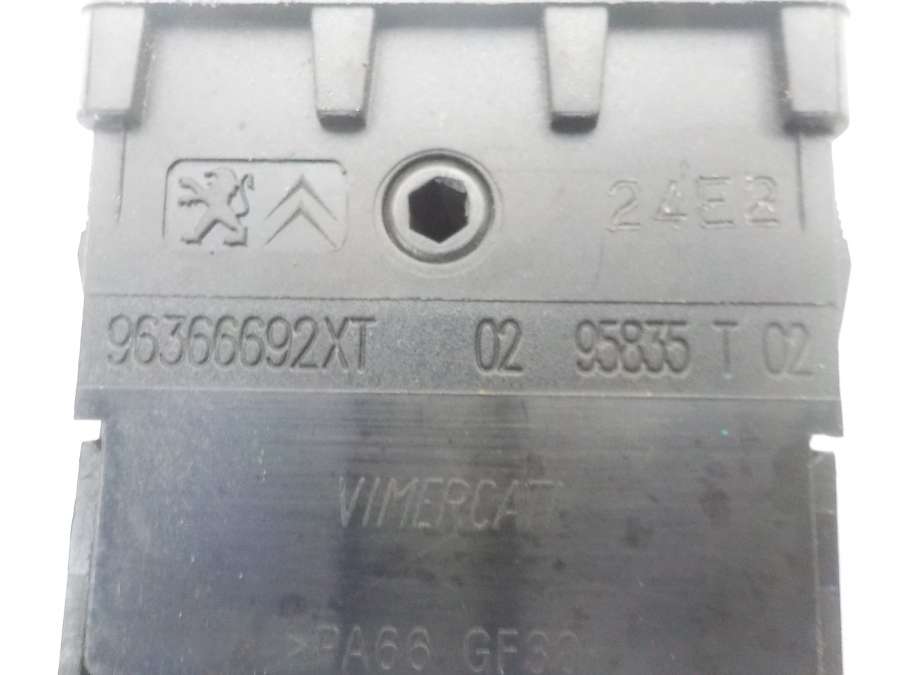 24E2
96366692XT 02 95835 T 02
VIMERCATI
>PA66 GF30